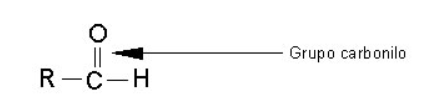 O
Grupo carbonilo
R — C — H